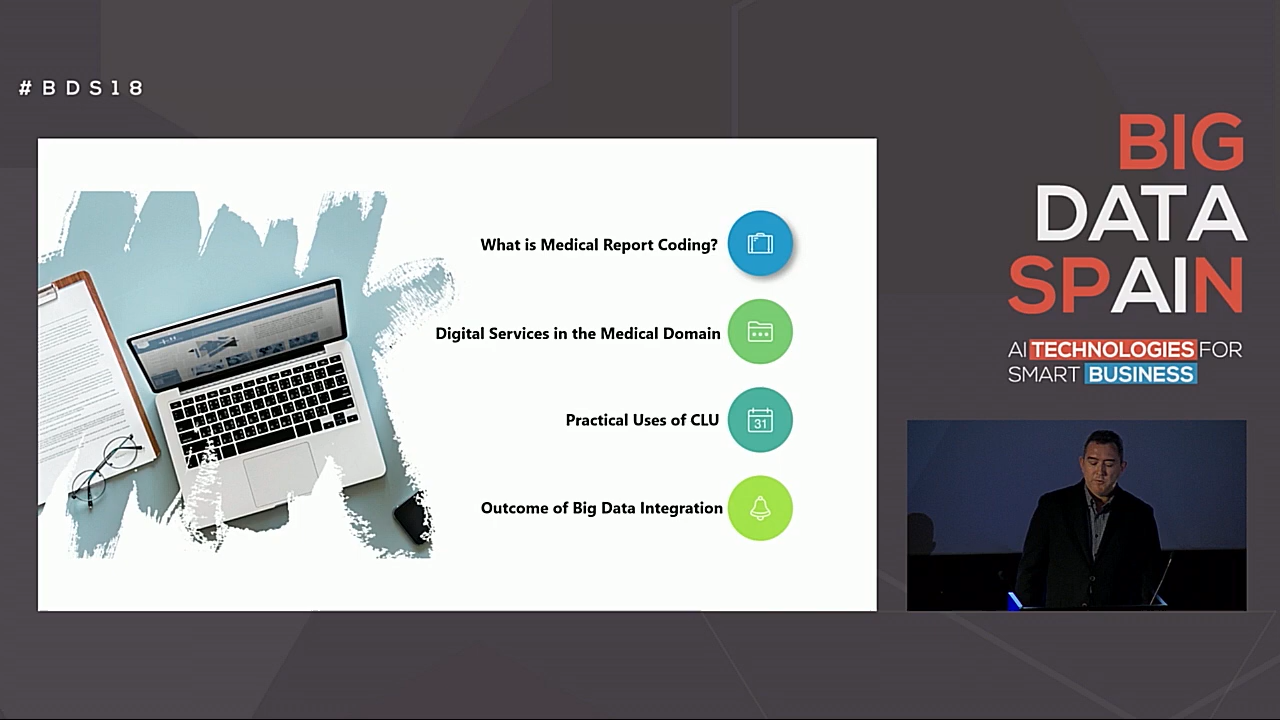 #BDS18
What is Medical Report Coding?
Digital Services in the Medical Domain
Practical Uses of CLU
31
Outcome of Big Data Integration
BIG
DATA
SPAIN
AI TECHNOLOGIES FOR
SMART BUSINESS